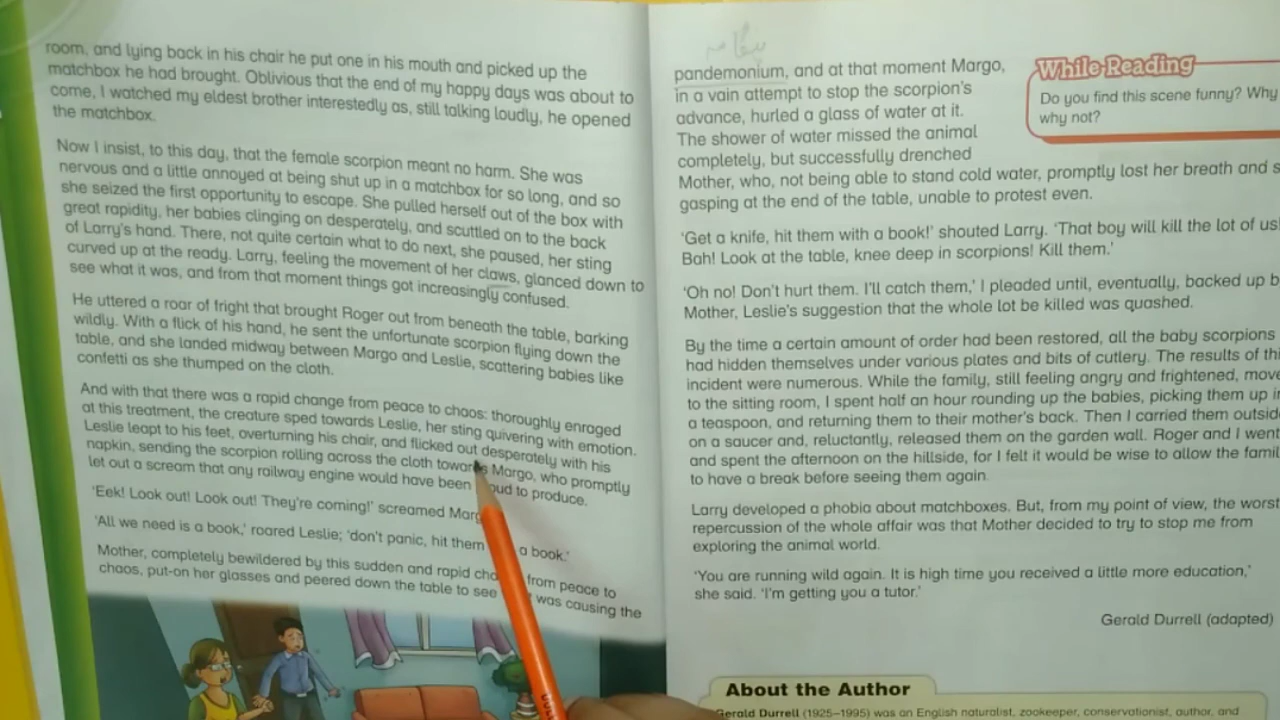 room, and lying back in his chair he put one in his mouth and picked up the
matchbox he had brought. Oblivious that the end of my happy days was about to
come, I watched my eldest brother interestedly as, still talking loudly, he opened
the matchbox.
Now I insist, to this day, that the female scorpion meant no harm. She was
nervous and a little annoyed at being shut up in a matchbox for so long, and so
she seized the first opportunity to escape. She pulled herself out of the box with
great rapidity, her babies clinging on desperately, and scuttled on to the back
of Larry's hand. There, not quite certain what to do next, she paused, her sting
curved up at the ready. Larry, feeling the movement of her claws, glanced down to
see what it was, and from that moment things got increasingly confused.
He uttered a roar of fright that brought Roger out from beneath the table, barking
wildly. With a flick of his hand, he sent the unfortunate scorpion flying down the
table, and she landed midway between Margo and Leslie, scattering babies like
confetti as she thumped on the cloth.
And with that there was a rapid change from peace to chaos: thoroughly enraged
at this treatment, the creature sped towards Leslie, her sting quivering with emotion.
Leslie leapt to his feet, overturning his chair, and flicked out desperately with his
napkin, sending the scorpion rolling across the cloth towards Margo, who promptly
let out a scream that any railway engine would have been proud to produce.
'Eek! Look out! Look out! They're coming!' screamed Marg
'All we need is a book,' roared Leslie; 'don't panic, hit them a book.'
Mother, completely bewildered by this sudden and rapid cha from peace to
chaos, put-on her glasses and peered down the table to see was causing the
pandemonium, and at that moment Margo,
in a vain attempt to stop the scorpion's
advance, hurled a glass of water at it.
The shower of water missed the animal
completely, but successfully drenched
Mother, who, not being able to stand cold water, promptly lost her breath and s
gasping at the end of the table, unable to protest even.
While-Reading
Do you find this scene funny? Why
why not?
'Get a knife, hit them with a book!' shouted Larry. 'That boy will kill the lot of us!
Bah! Look at the table, knee deep in scorpions! Kill them.'
'Oh no! Don't hurt them. I'll catch them,' I pleaded until, eventually, backed up b
Mother, Leslie's suggestion that the whole lot be killed was quashed.
By the time a certain amount of order had been restored, all the baby scorpions
had hidden themselves under various plates and bits of cutlery. The results of thi
incident were numerous. While the family, still feeling angry and frightened, move
to the sitting room, I spent half an hour rounding up the babies, picking them up i
a teaspoon, and returning them to their mother's back. Then I carried them outsid
on a saucer and, reluctantly, released them on the garden wall. Roger and I went
and spent the afternoon on the hillside, for I felt it would be wise to allow the famil
to have a break before seeing them again.
Larry developed a phobia about matchboxes. But, from my point of view, the worst
repercussion of the whole affair was that Mother decided to try to stop me from
exploring the animal world.
'You are running wild again. It is high time you received a little more education,'
she said. 'I'm getting you a tutor.'
Gerald Durrell (adapted)
About the Author
Gerald Durrell (1925–1995) was an English naturalist, zookeeper, conservationist, author, and